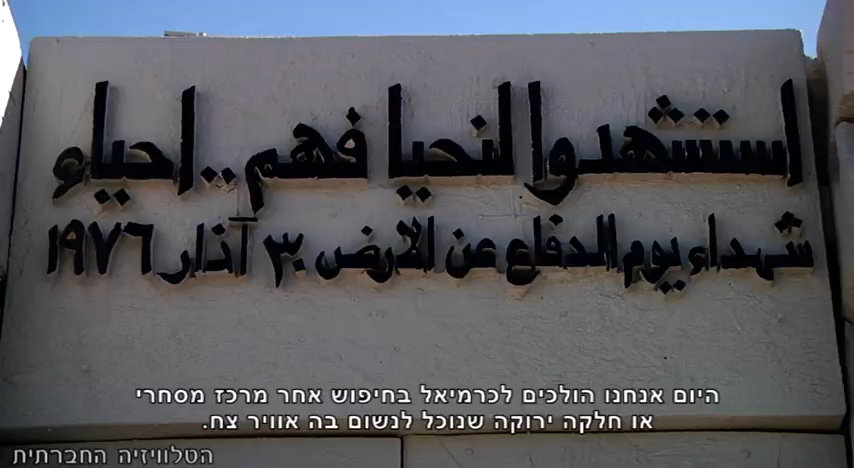 استشهدوا لنحيا فهم .. احياء
شهداء يوم الدفاع عن الارض ٣٠ آذار ١٩٧٦
היום אנחנו הולכים לכרמיאל בחיפוש אחר מרכז מסחרי
או חלקה ירוקה שנוכל לנשום בה אוויר צח.
הטלוויזיה החברתית